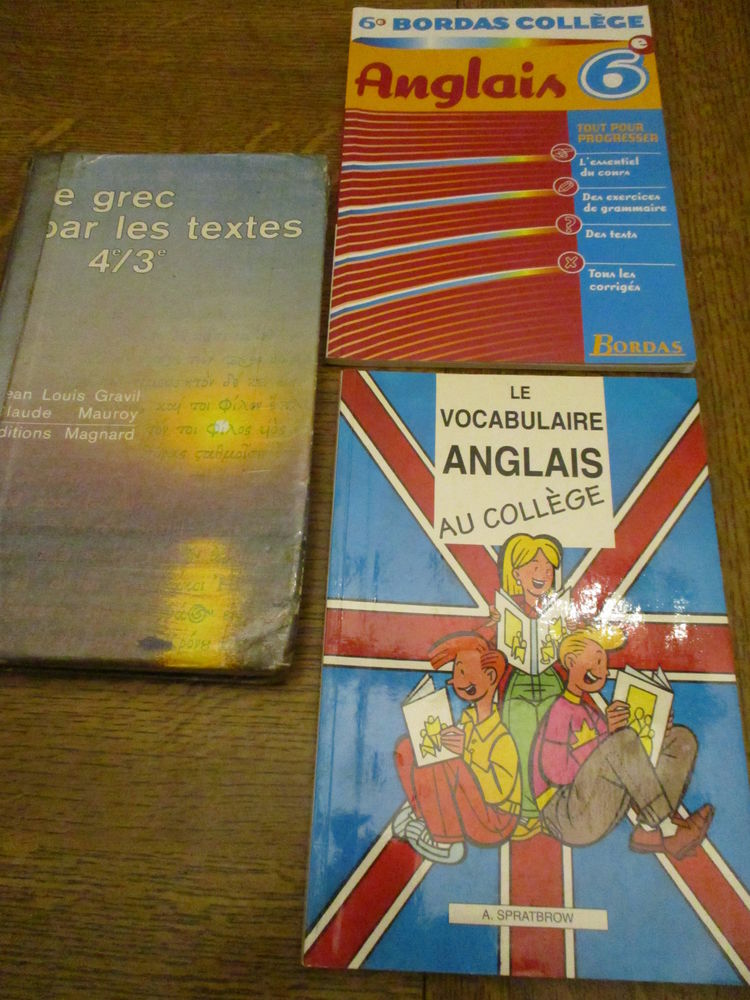 e grec
par les textes
4e/3e
ean Louis Gravil
laude Mauroy
ditions Magnard
6e BORDAS COLLÈGE
Anglais 6e
TOUT POUR
PROGRESSER
L'essentiel
du cours
Des exercices
de grammaire
?
Des tests
Tous les
corrigés
BORDAS
LE
VOCABULAIRE
ANGLAIS
AU COLLÈGE
A. SPRATBROW